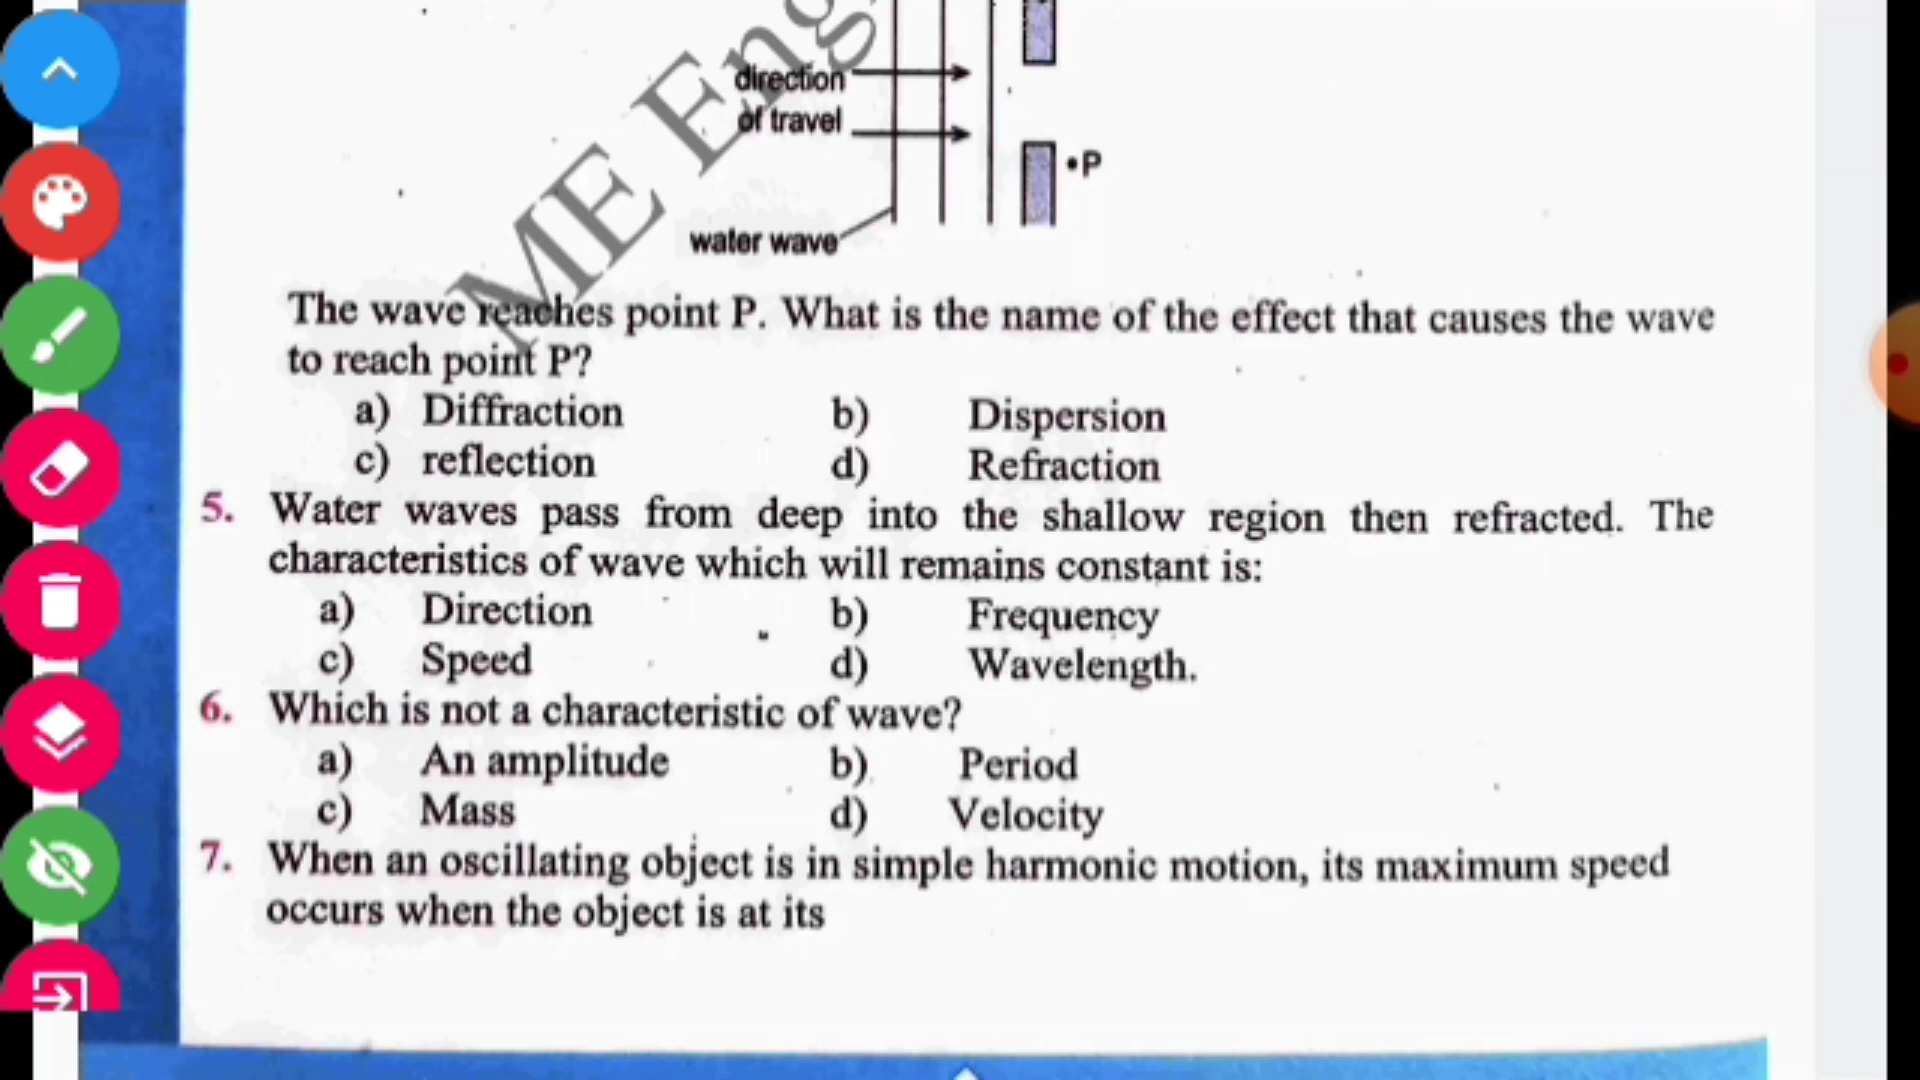 ME Eng
direction
of travel
•P
water wave
The wave reaches point P. What is the name of the effect that causes the wave
to reach point P?
a) Diffraction b) Dispersion
c) reflection d) Refraction
5. Water waves pass from deep into the shallow region then refracted. The
characteristics of wave which will remains constant is:
a) Direction b) Frequency
c) Speed d) Wavelength.
6. Which is not a characteristic of wave?
a) An amplitude b) Period
c) Mass d) Velocity
7. When an oscillating object is in simple harmonic motion, its maximum speed
occurs when the object is at its